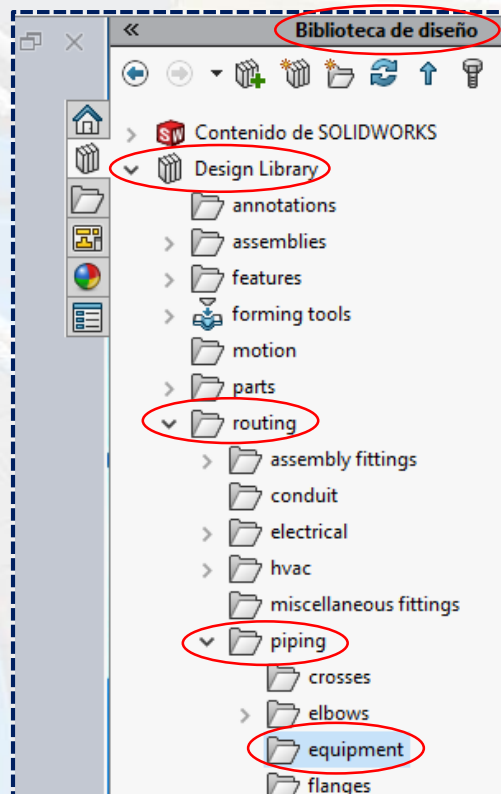 Biblioteca de diseño
Contenido de SOLIDWORKS
Design Library
annotations
assemblies
features
forming tools
motion
parts
routing
assembly fittings
conduit
electrical
hvac
miscellaneous fittings
piping
crosses
elbows
equipment
flanges